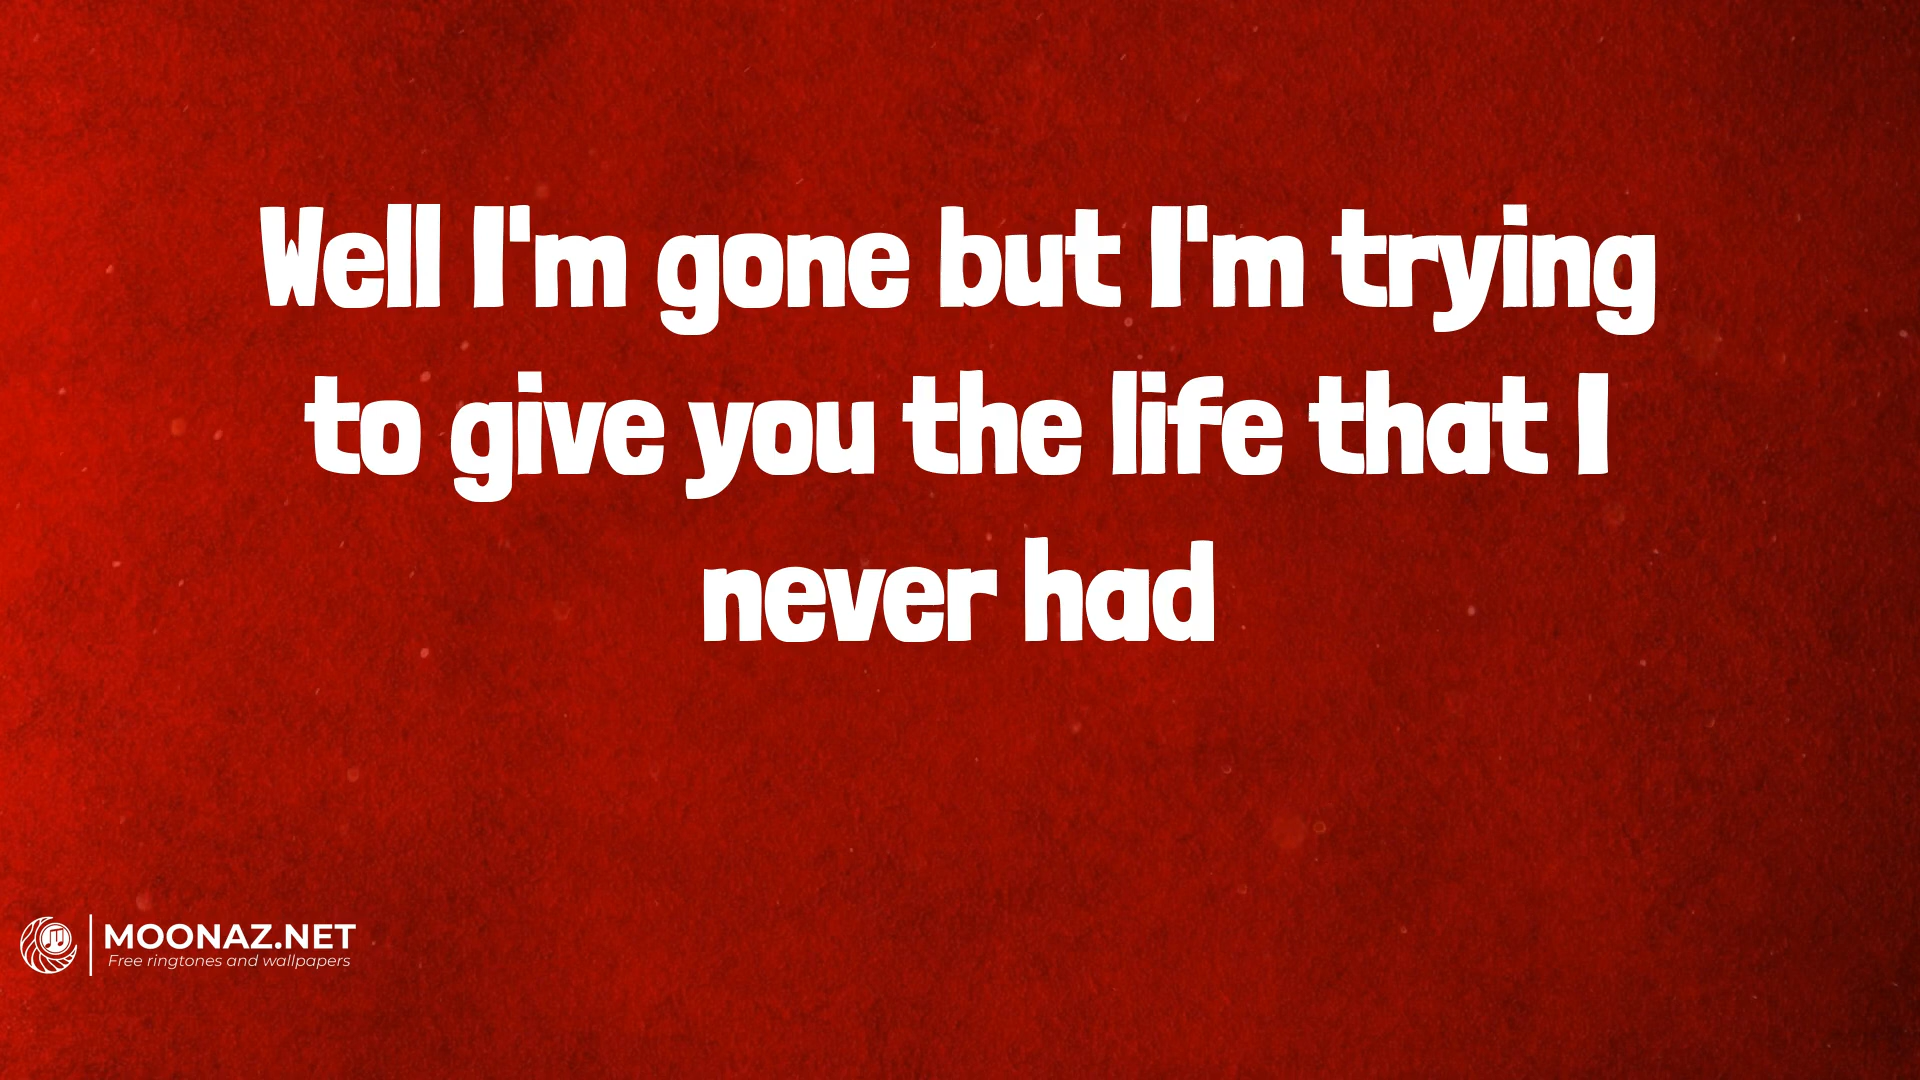 Well I'm gone but I'm trying
to give you the life that I
never had
MOONAZ.NET
Free ringtones and wallpapers